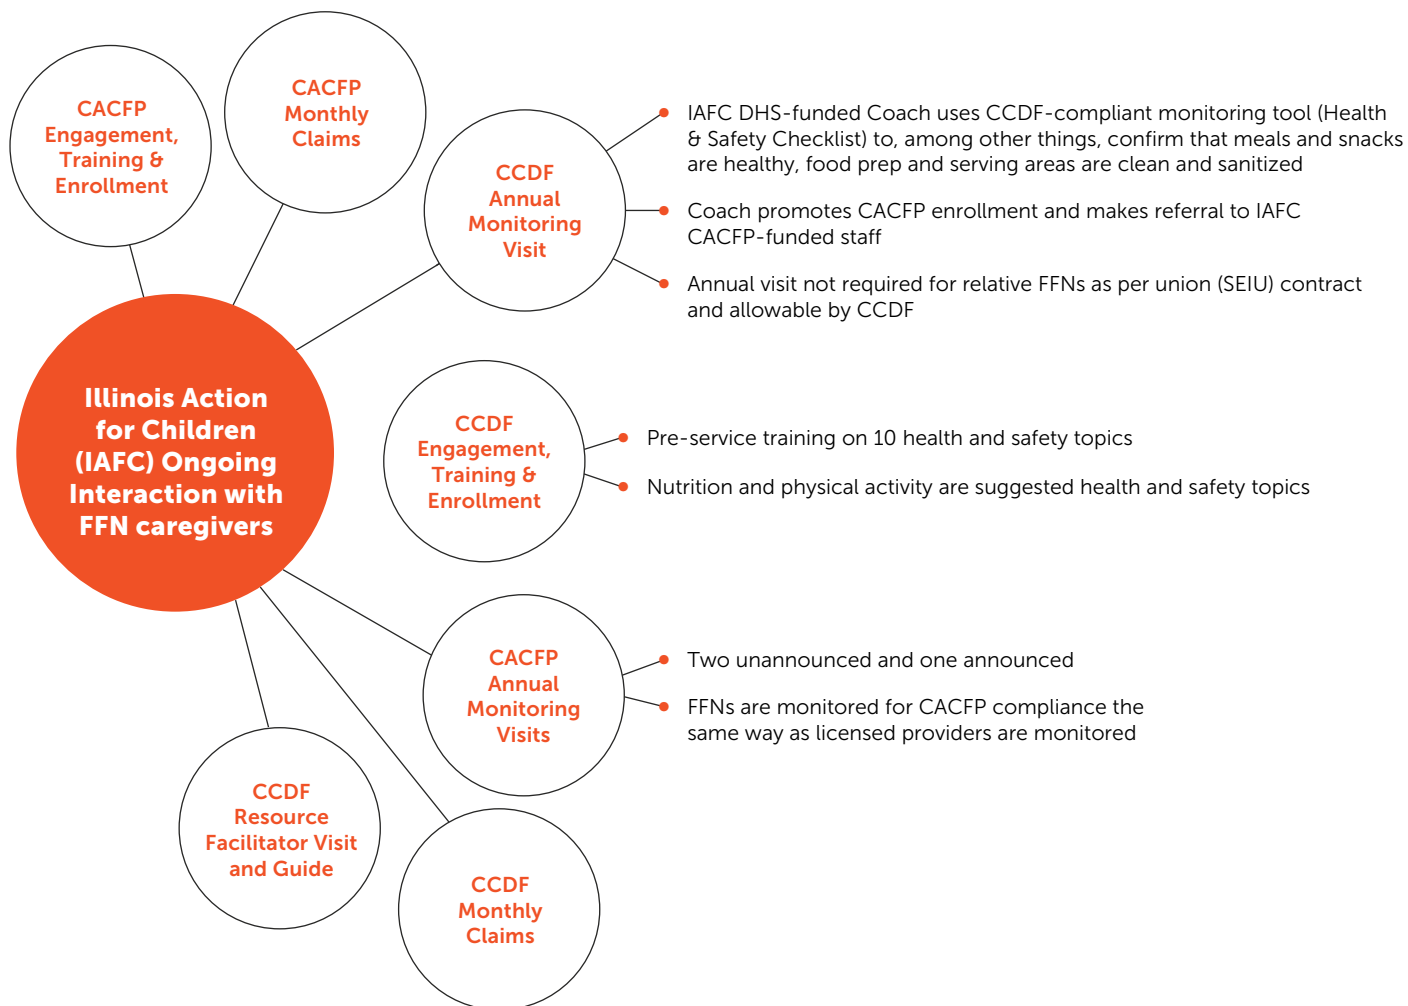 CACFP
Engagement,
Training &
Enrollment
CACFP
Monthly
Claims
CCDF
Annual
Monitoring
Visit
IAFC DHS-funded Coach uses CCDF-compliant monitoring tool (Health
& Safety Checklist) to, among other things, confirm that meals and snacks
are healthy, food prep and serving areas are clean and sanitized
Coach promotes CACFP enrollment and makes referral to IAFC
CACFP-funded staff
Annual visit not required for relative FFNs as per union (SEIU) contract
and allowable by CCDF
Illinois Action
for Children
(IAFC) Ongoing
Interaction with
FFN caregivers
CCDF
Engagement,
Training &
Enrollment
Pre-service training on 10 health and safety topics
Nutrition and physical activity are suggested health and safety topics
CACFP
Annual
Monitoring
Visits
Two unannounced and one announced
FFNs are monitored for CACFP compliance the
same way as licensed providers are monitored
CCDF
Resource
Facilitator Visit
and Guide
CCDF
Monthly
Claims